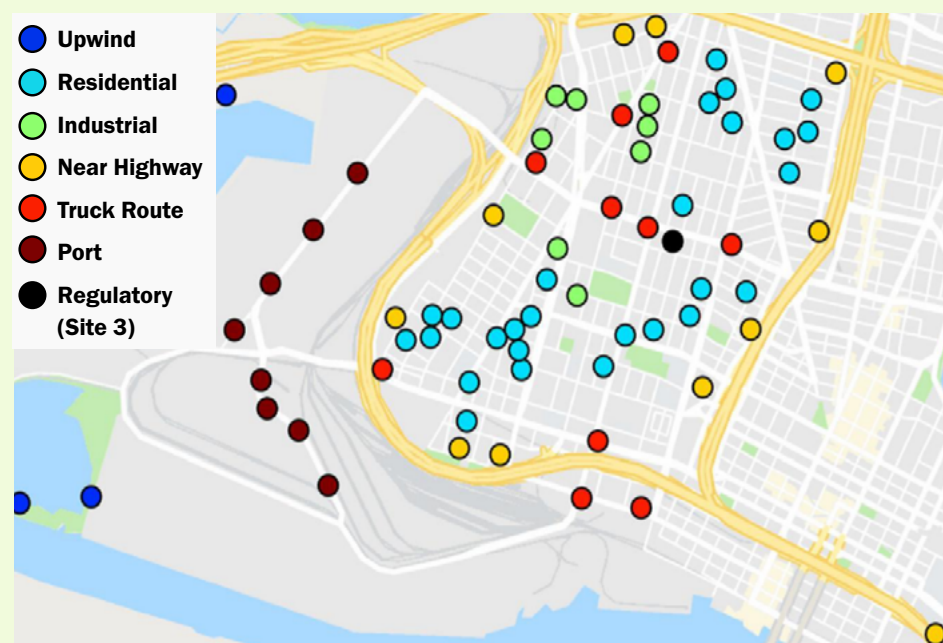 Upwind
Residential
Industrial
Near Highway
Truck Route
Port
Regulatory
(Site 3)